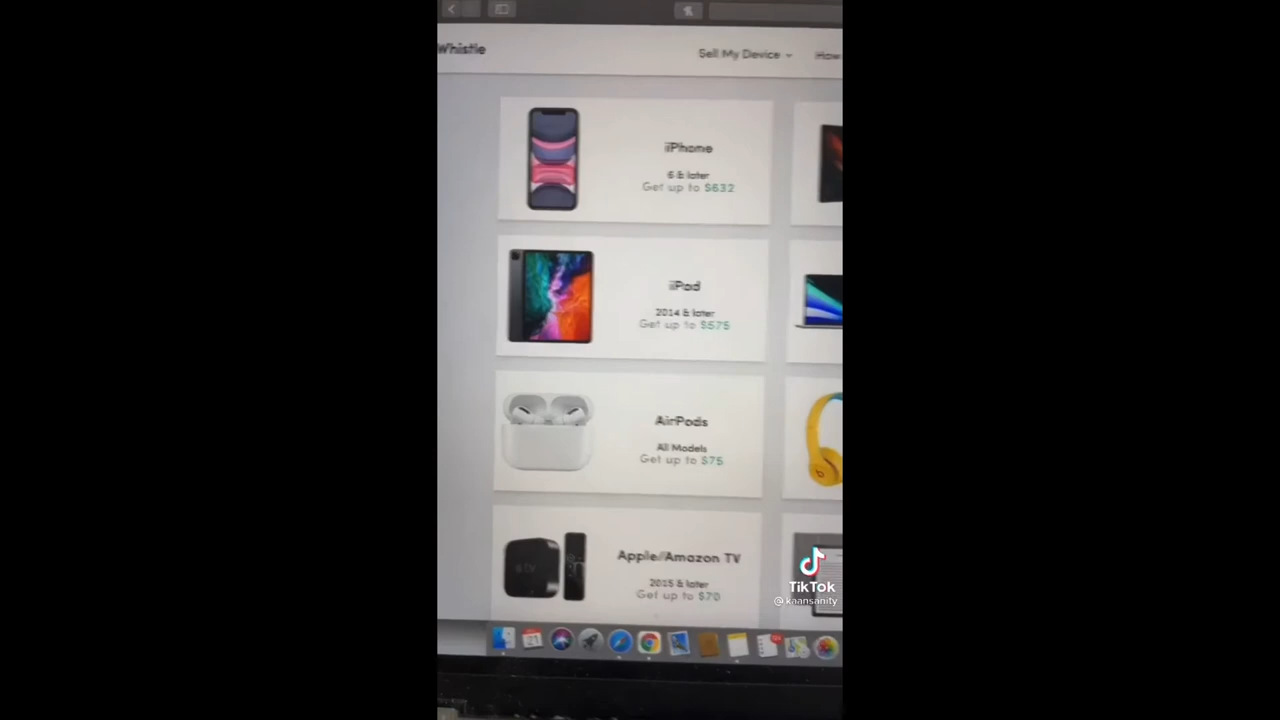 Whistle
Sell My Device
How
iPhone
6 & later
Get up to $632
iPad
2014 & later
Get up to $575
AirPods
All Models
Get up to $75
Apple/Amazon TV
2015 & later
Get up to $70
TikTok
@kaansanity